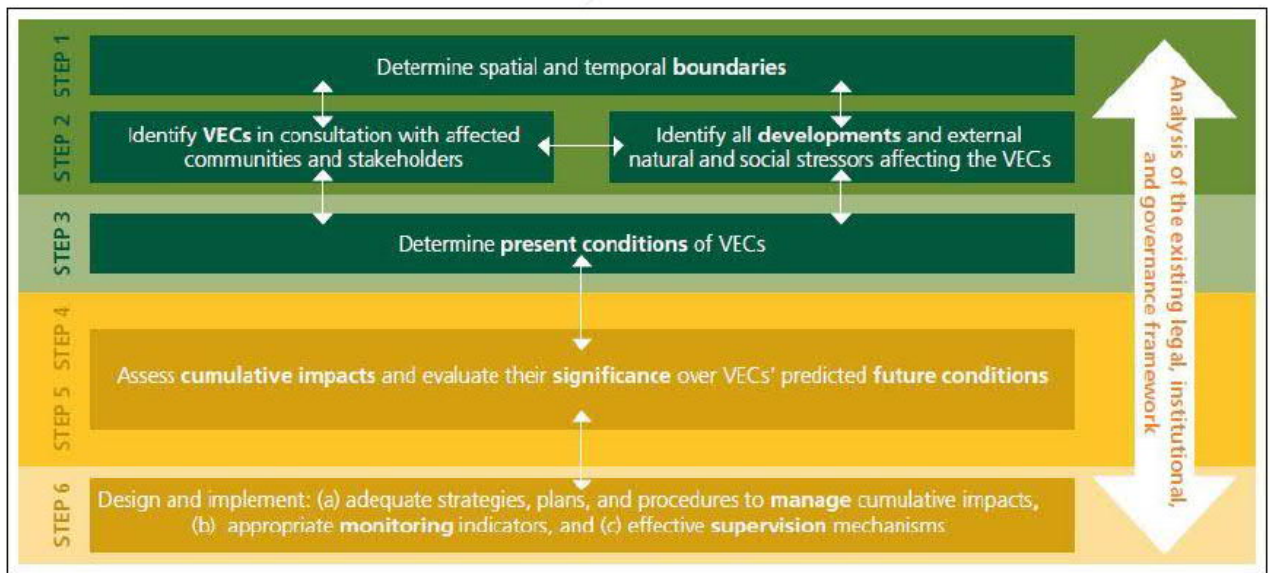 STEP 1
Determine spatial and temporal boundaries
STEP 2
Identify VECs in consultation with affected
communities and stakeholders
Identify all developments and external
natural and social stressors affecting the VECs
STEP 3
Determine present conditions of VECs
STEP 4
STEP 5
Assess cumulative impacts and evaluate their significance over VECs' predicted future conditions
STEP 6
Design and implement: (a) adequate strategies, plans, and procedures to manage cumulative impacts,
(b) appropriate monitoring indicators, and (c) effective supervision mechanisms
Analysis of the existing legal, institutional,
and governance framework